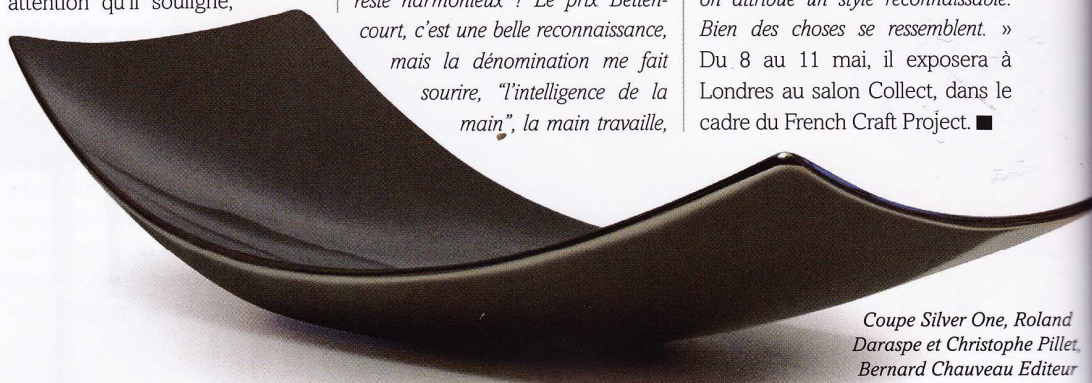 attention qu'il souligne,
reste harmonieux ? Le prix Betten-
court, c'est une belle reconnaissance,
mais la dénomination me fait
sourire, "l'intelligence de la
main", la main travaille,
on attribue un style reconnaissable.
Bien des choses se ressemblent. »
Du 8 au 11 mai, il exposera à
Londres au salon Collect, dans le
cadre du French Craft Project. ■
Coupe Silver One, Roland
Daraspe et Christophe Pillet,
Bernard Chauveau Editeur